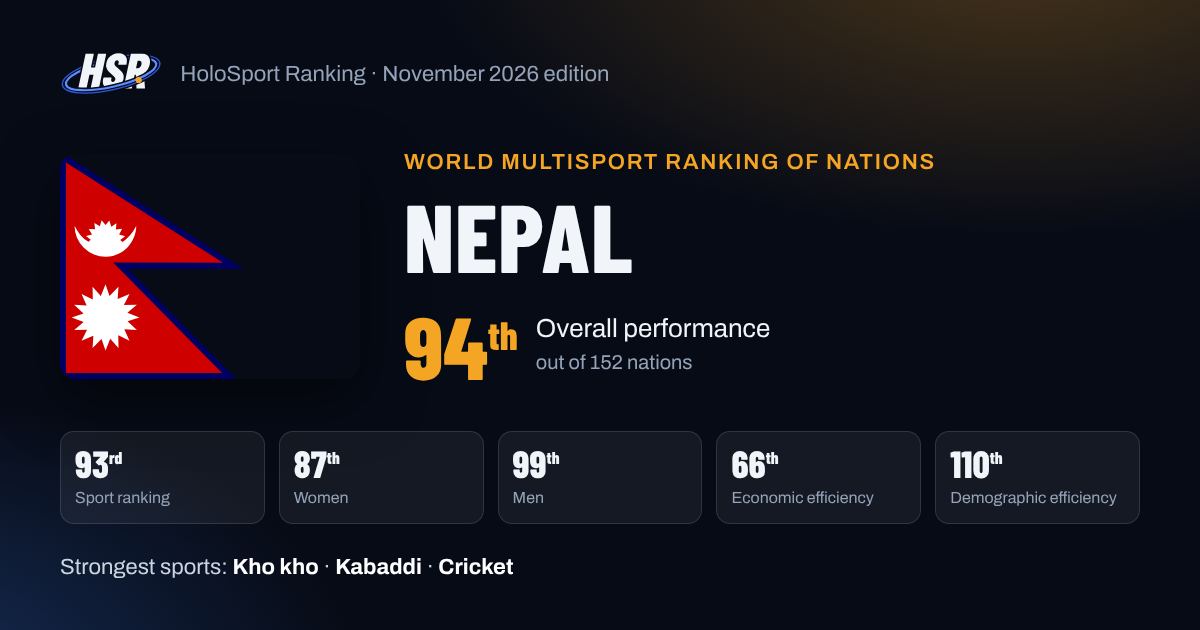 HSR
HoloSport Ranking · November 2026 edition
WORLD MULTISPORT RANKING OF NATIONS
NEPAL
94th
Overall performance
out of 152 nations
93rd
Sport ranking
87th
Women
99th
Men
66th
Economic efficiency
110th
Demographic efficiency
Strongest sports: Kho kho · Kabaddi · Cricket